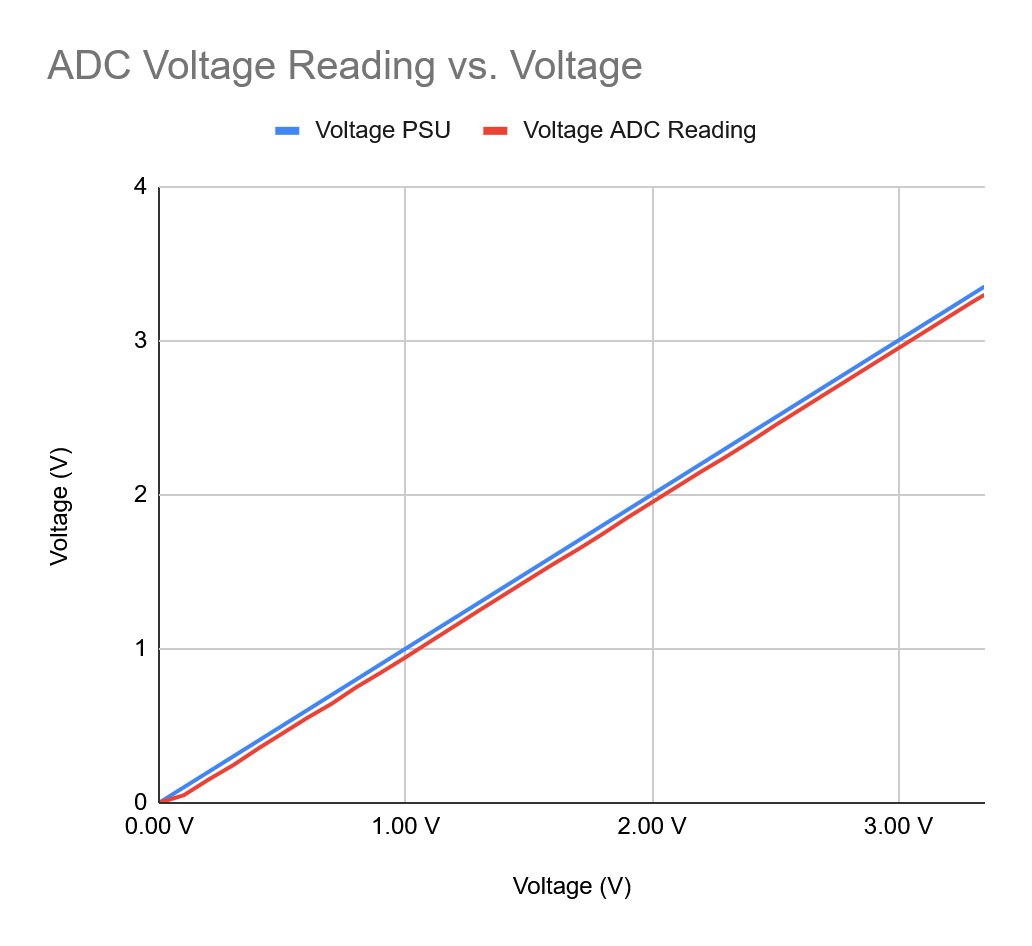 ADC Voltage Reading vs. Voltage
Voltage PSU Voltage ADC Reading
4
3
2
1
0
Voltage (V)
0.00 V 1.00 V 2.00 V 3.00 V
Voltage (V)